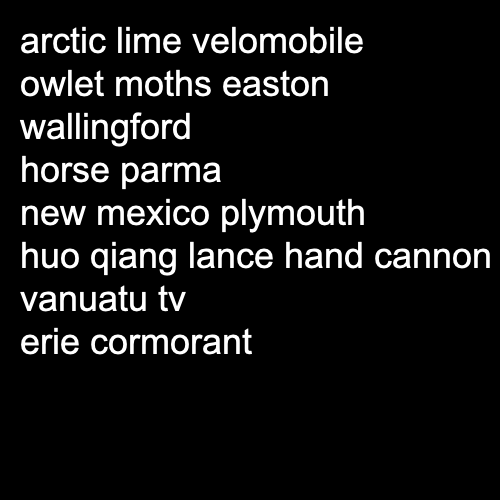 arctic lime velomobile
owlet moths easton
wallingford
horse parma
new mexico plymouth
huo qiang lance hand cannon
vanuatu tv
erie cormorant